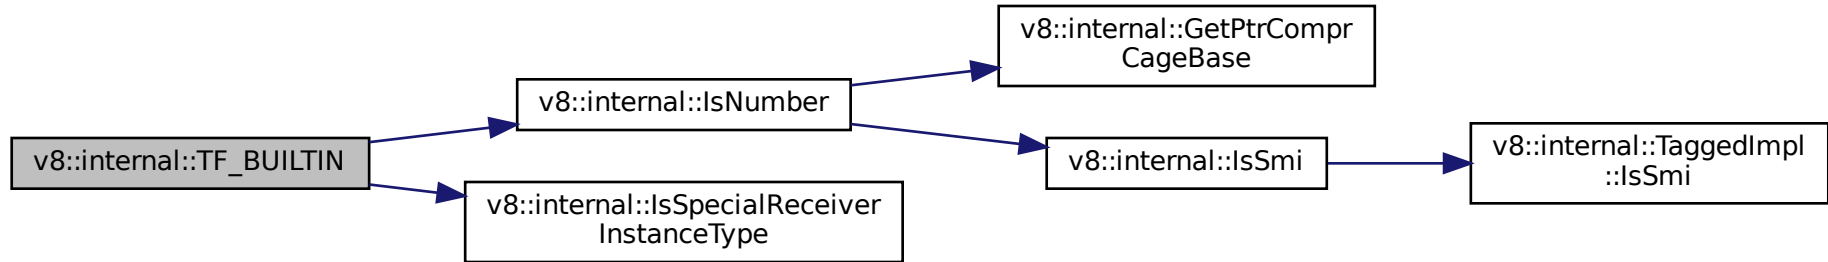 v8::internal::TF_BUILTIN
v8::internal::IsNumber
v8::internal::GetPtrCompr
CageBase
v8::internal::IsSmi
v8::internal::TaggedImpl
::IsSmi
v8::internal::IsSpecialReceiver
InstanceType